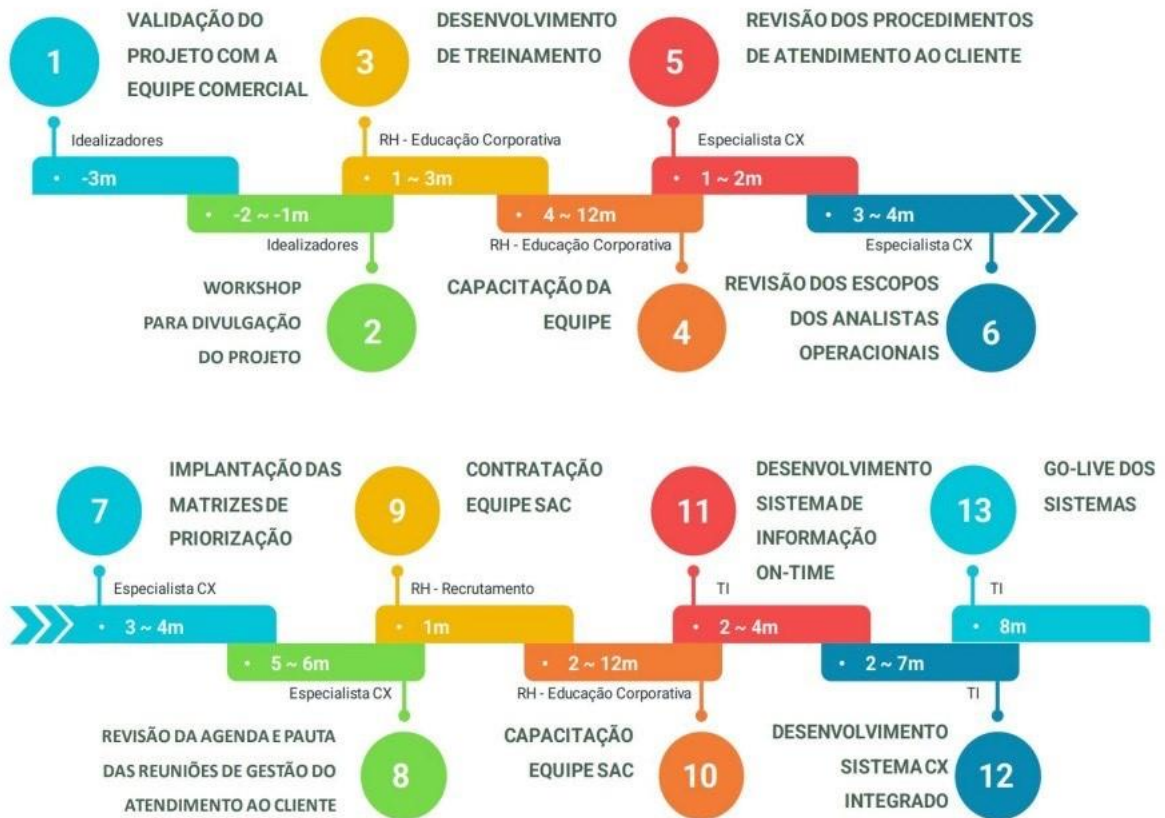 1
VALIDAÇÃO DO
PROJETO COM A
EQUIPE COMERCIAL
Idealizadores
• -3m
• -2 ~ -1m
Idealizadores
WORKSHOP
PARA DIVULGAÇÃO
DO PROJETO
2
3
DESENVOLVIMENTO
DE TREINAMENTO
RH - Educação Corporativa
• 1 ~ 3m
• 4 ~ 12m
RH - Educação Corporativa
CAPACITAÇÃO DA
EQUIPE
4
5
REVISÃO DOS PROCEDIMENTOS
DE ATENDIMENTO AO CLIENTE
Especialista CX
• 1 ~ 2m
• 3 ~ 4m
Especialista CX
REVISÃO DOS ESCOPOS
DOS ANALISTAS
OPERACIONAIS
6
7
IMPLANTAÇÃO DAS
MATRIZES DE
PRIORIZAÇÃO
Especialista CX
• 3 ~ 4m
• 5 ~ 6m
Especialista CX
REVISÃO DA AGENDA E PAUTA
DAS REUNIÕES DE GESTÃO DO
ATENDIMENTO AO CLIENTE
8
9
CONTRATAÇÃO
EQUIPE SAC
RH - Recrutamento
• 1m
• 2 ~ 12m
RH - Educação Corporativa
CAPACITAÇÃO
EQUIPE SAC
10
11
DESENVOLVIMENTO
SISTEMA DE
INFORMAÇÃO
ON-TIME
TI
• 2 ~ 4m
• 2 ~ 7m
TI
DESENVOLVIMENTO
SISTEMA CX
INTEGRADO
12
13
GO-LIVE DOS
SISTEMAS
TI
• 8m